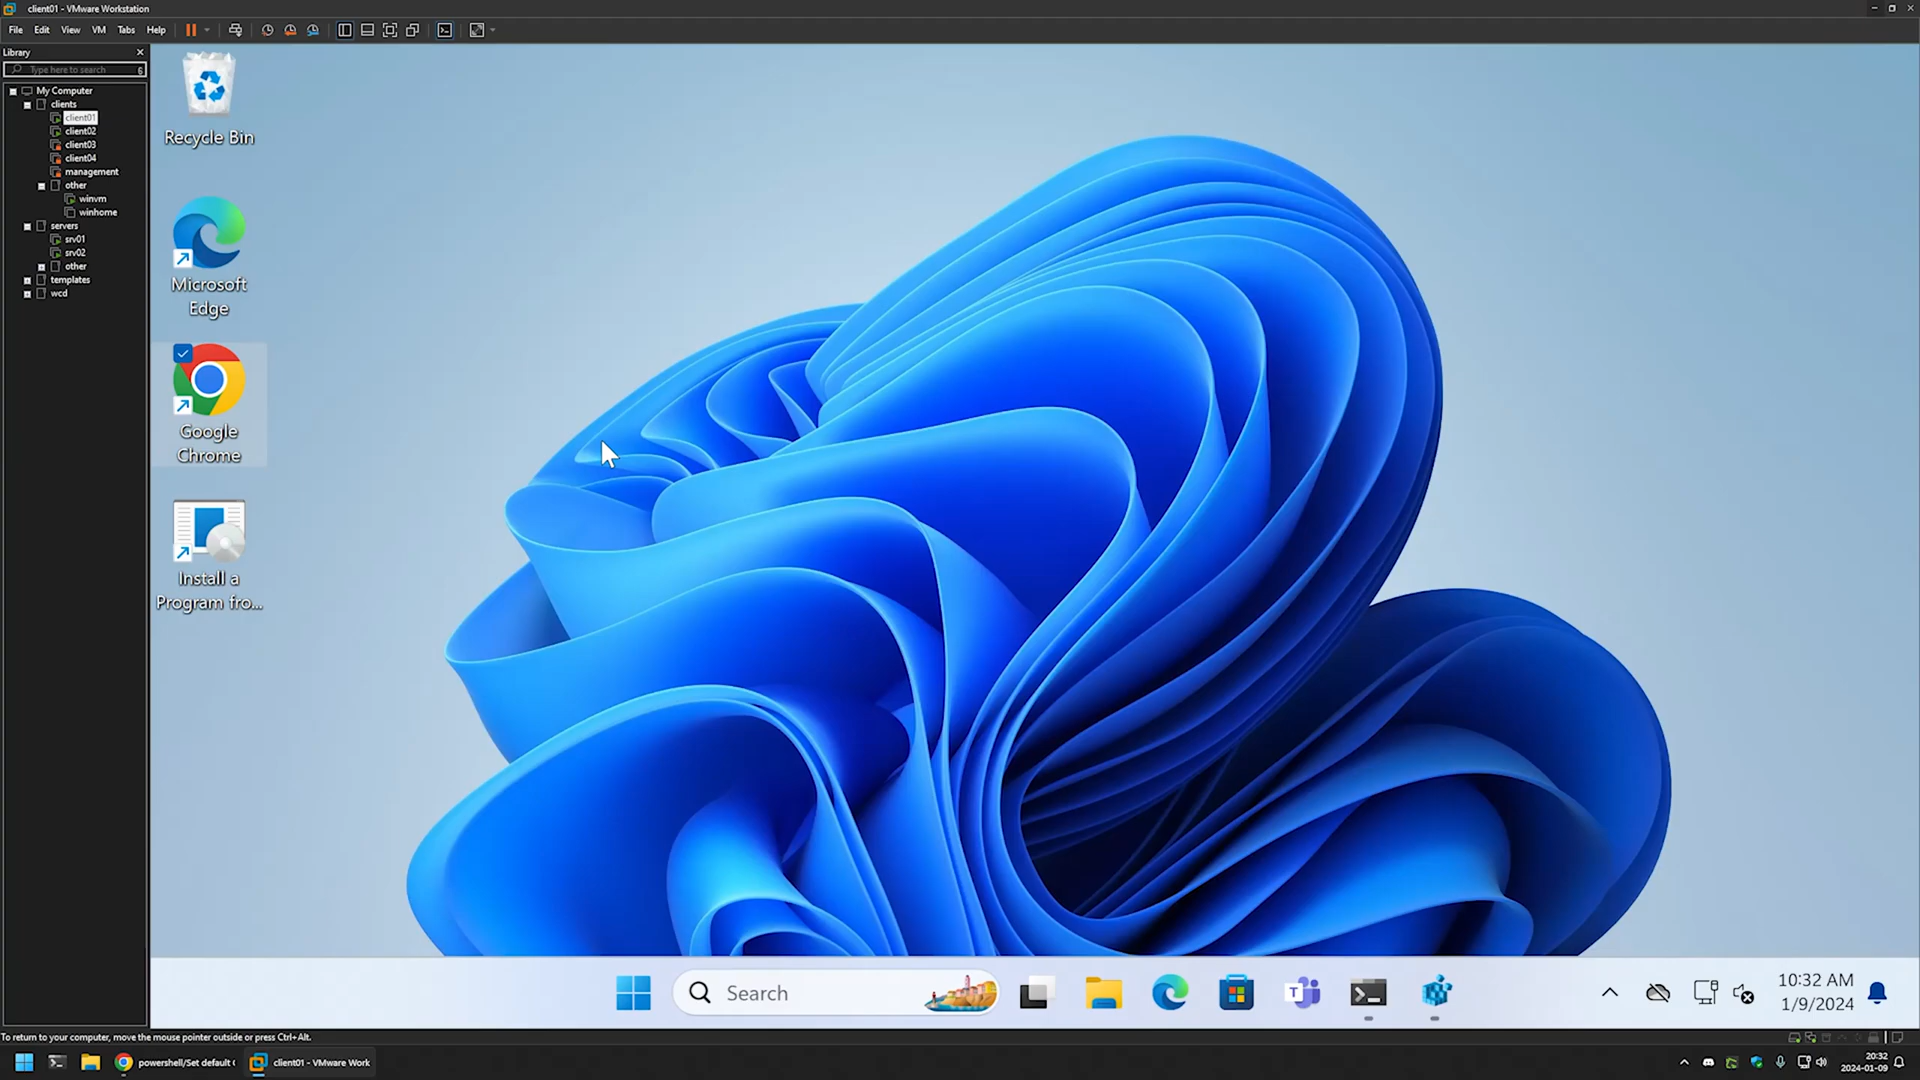 client01 - VMware Workstation
File Edit View VM Tabs Help
Library
Type here to search
My Computer
clients
client01
client02
client03
client04
management
other
winvm
winhome
servers
srv01
srv02
other
templates
wcd
Recycle Bin
Microsoft
Edge
Google
Chrome
Install a
Program fro...
Search
10:32 AM
1/9/2024
To return to your computer, move the mouse pointer outside or press Ctrl+Alt.
powershell/Set default
client01 - VMware Work
20:32
2024-01-09